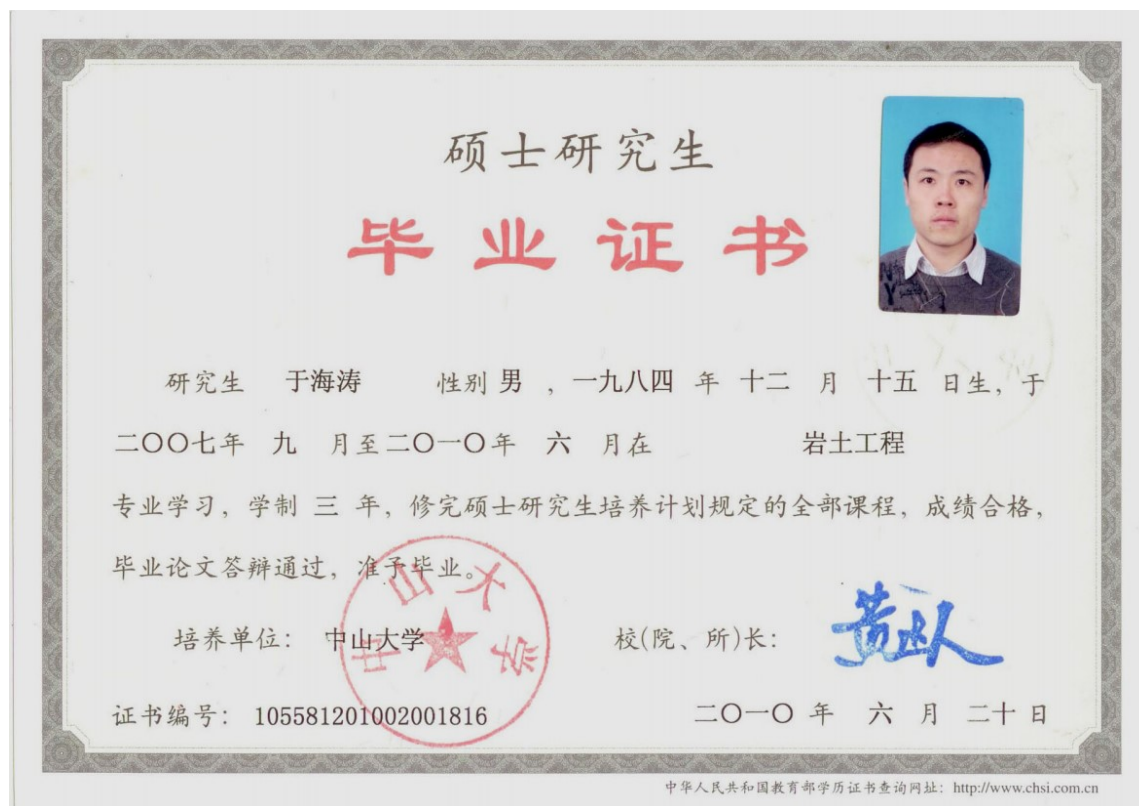 硕士研究生
毕业证书
研究生 于海涛 性别 男 ，一九八四 年 十二 月 十五 日生，于
二〇〇七年 九 月至二〇一〇年 六 月在 岩土工程
专业学习，学制 三 年，修完硕士研究生培养计划规定的全部课程，成绩合格，
毕业论文答辩通过，准予毕业。
培养单位： 中山大学 校(院、所)长：
中山大学
证书编号： 105581201002001816 二〇一〇 年 六 月 二十 日
中华人民共和国教育部学历证书查询网址：http://www.chsi.com.cn